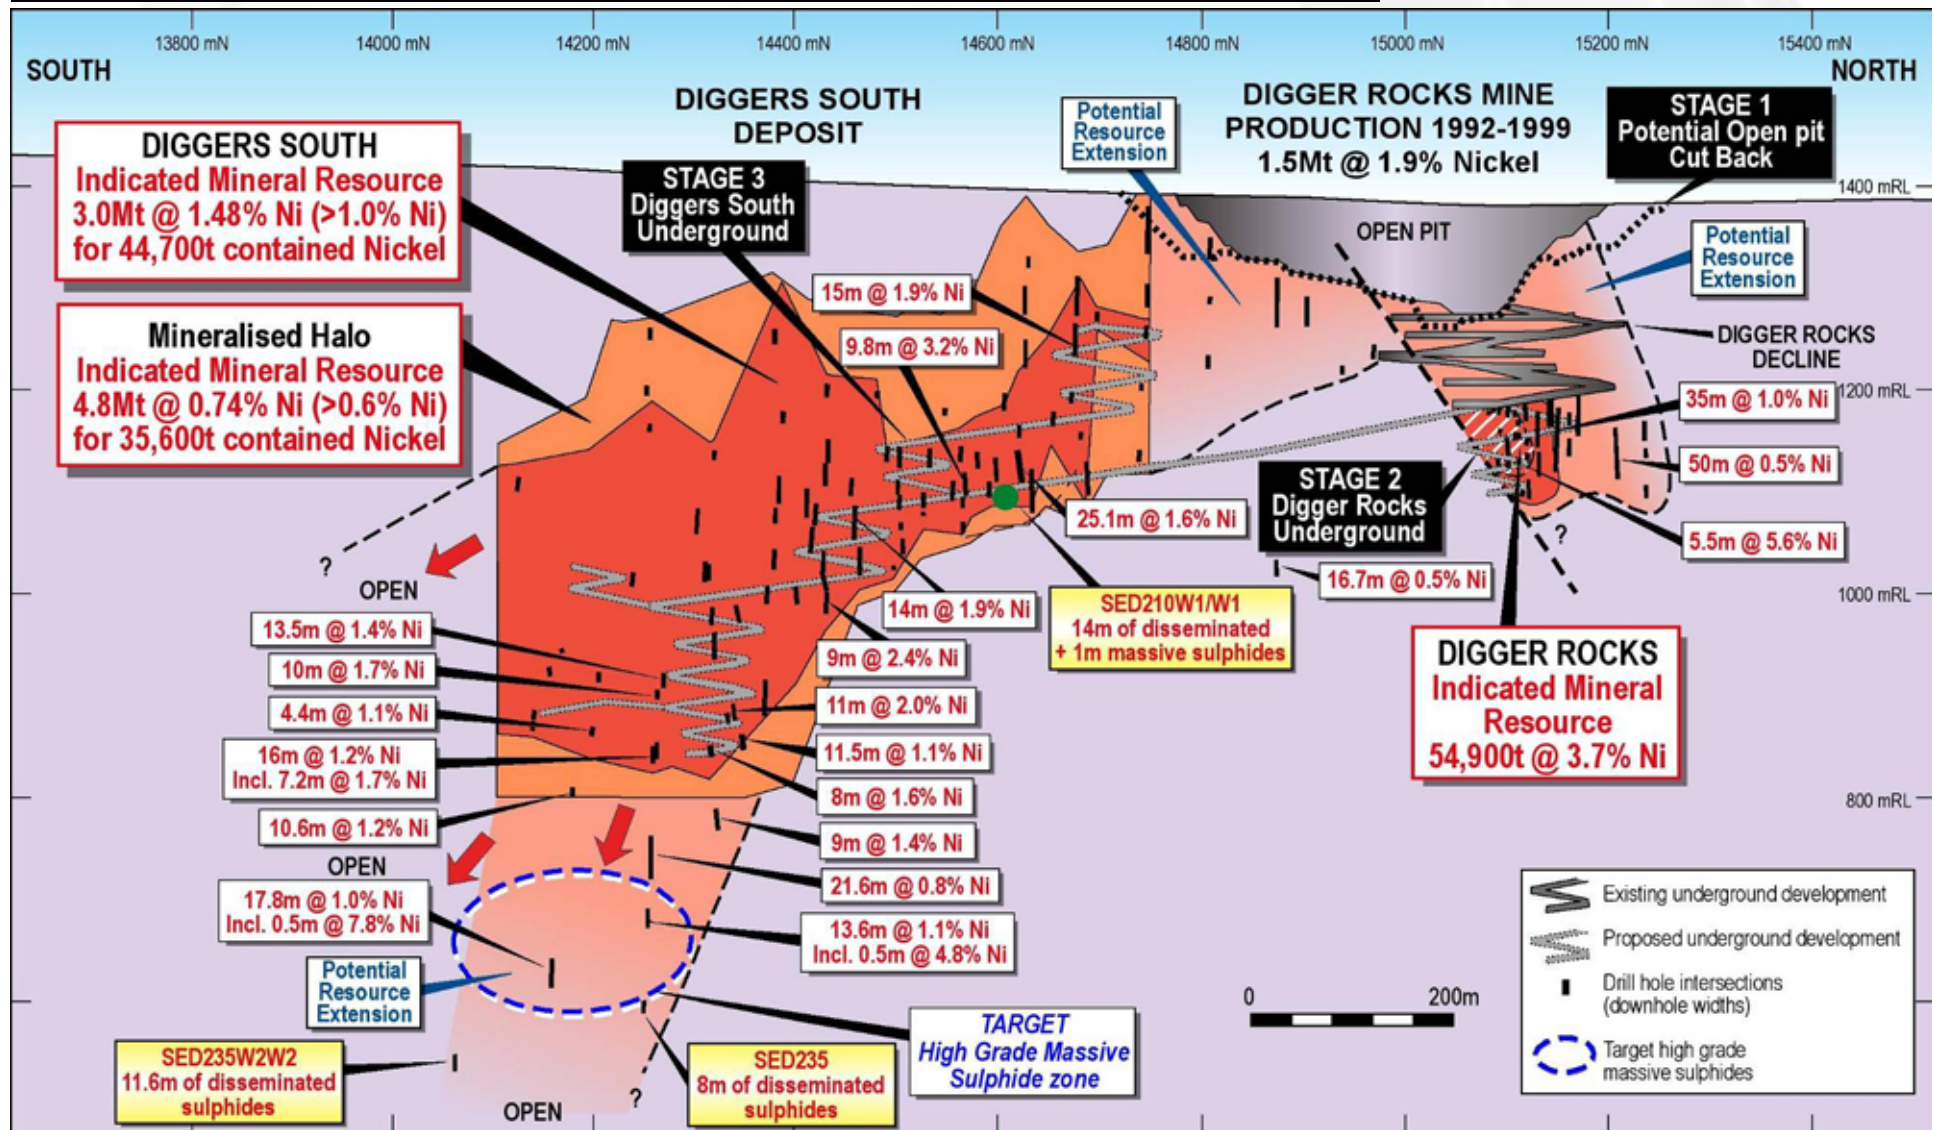 13800 mN
14000 mN
14200 mN
14400 mN
14600 mN
14800 mN
15000 mN
15200 mN
15400 mN
SOUTH
NORTH
DIGGERS SOUTH
DEPOSIT
DIGGER ROCKS MINE
PRODUCTION 1992-1999
1.5Mt @ 1.9% Nickel
Potential
Resource
Extension
STAGE 1
Potential Open pit
Cut Back
DIGGERS SOUTH
Indicated Mineral Resource
3.0Mt @ 1.48% Ni (>1.0% Ni)
for 44,700t contained Nickel
STAGE 3
Diggers South
Underground
1400 mRL
OPEN PIT
Potential
Resource
Extension
Mineralised Halo
Indicated Mineral Resource
4.8Mt @ 0.74% Ni (>0.6% Ni)
for 35,600t contained Nickel
15m @ 1.9% Ni
9.8m @ 3.2% Ni
DIGGER ROCKS
DECLINE
1200 mRL
35m @ 1.0% Ni
50m @ 0.5% Ni
5.5m @ 5.6% Ni
STAGE 2
Digger Rocks
Underground
25.1m @ 1.6% Ni
16.7m @ 0.5% Ni
?
?
OPEN
1000 mRL
14m @ 1.9% Ni
SED210W1/W1
14m of disseminated
+ 1m massive sulphides
DIGGER ROCKS
Indicated Mineral
Resource
54,900t @ 3.7% Ni
13.5m @ 1.4% Ni
10m @ 1.7% Ni
4.4m @ 1.1% Ni
16m @ 1.2% Ni
Incl. 7.2m @ 1.7% Ni
10.6m @ 1.2% Ni
OPEN
17.8m @ 1.0% Ni
Incl. 0.5m @ 7.8% Ni
9m @ 2.4% Ni
11m @ 2.0% Ni
11.5m @ 1.1% Ni
8m @ 1.6% Ni
9m @ 1.4% Ni
21.6m @ 0.8% Ni
13.6m @ 1.1% Ni
Incl. 0.5m @ 4.8% Ni
800 mRL
Potential
Resource
Extension
SED235W2W2
11.6m of disseminated
sulphides
OPEN
?
SED235
8m of disseminated
sulphides
TARGET
High Grade Massive
Sulphide zone
0 200m
Existing underground development
Proposed underground development
Drill hole intersections
(downhole widths)
Target high grade
massive sulphides